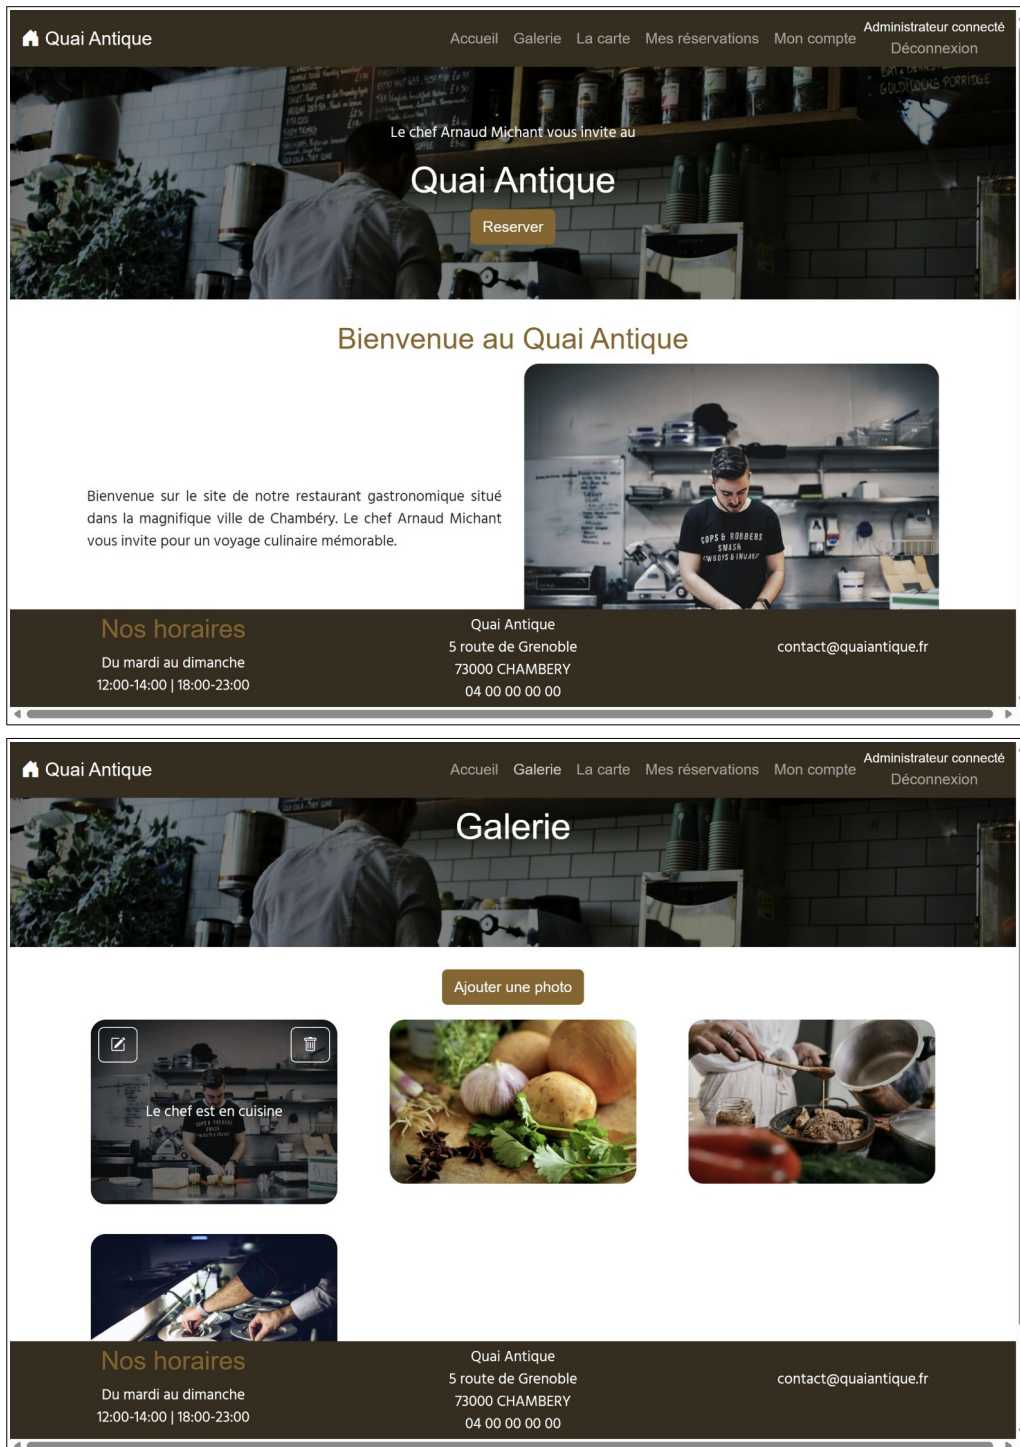 Quai Antique
Accueil Galerie La carte Mes réservations Mon compte
Administrateur connecté
Déconnexion
GOLDILOCKS PORRIDGE
Le chef Arnaud Michant vous invite au
Quai Antique
Reserver
Bienvenue au Quai Antique
Bienvenue sur le site de notre restaurant gastronomique situé
dans la magnifique ville de Chambéry. Le chef Arnaud Michant
vous invite pour un voyage culinaire mémorable.
COPS & ROBBERS
SMASH
Nos horaires
Du mardi au dimanche
12:00-14:00 | 18:00-23:00
Quai Antique
5 route de Grenoble
73000 CHAMBERY
04 00 00 00 00
contact@quaiantique.fr
Quai Antique
Accueil Galerie La carte Mes réservations Mon compte
Administrateur connecté
Déconnexion
Galerie
Ajouter une photo
Le chef est en cuisine
Nos horaires
Du mardi au dimanche
12:00-14:00 | 18:00-23:00
Quai Antique
5 route de Grenoble
73000 CHAMBERY
04 00 00 00 00
contact@quaiantique.fr